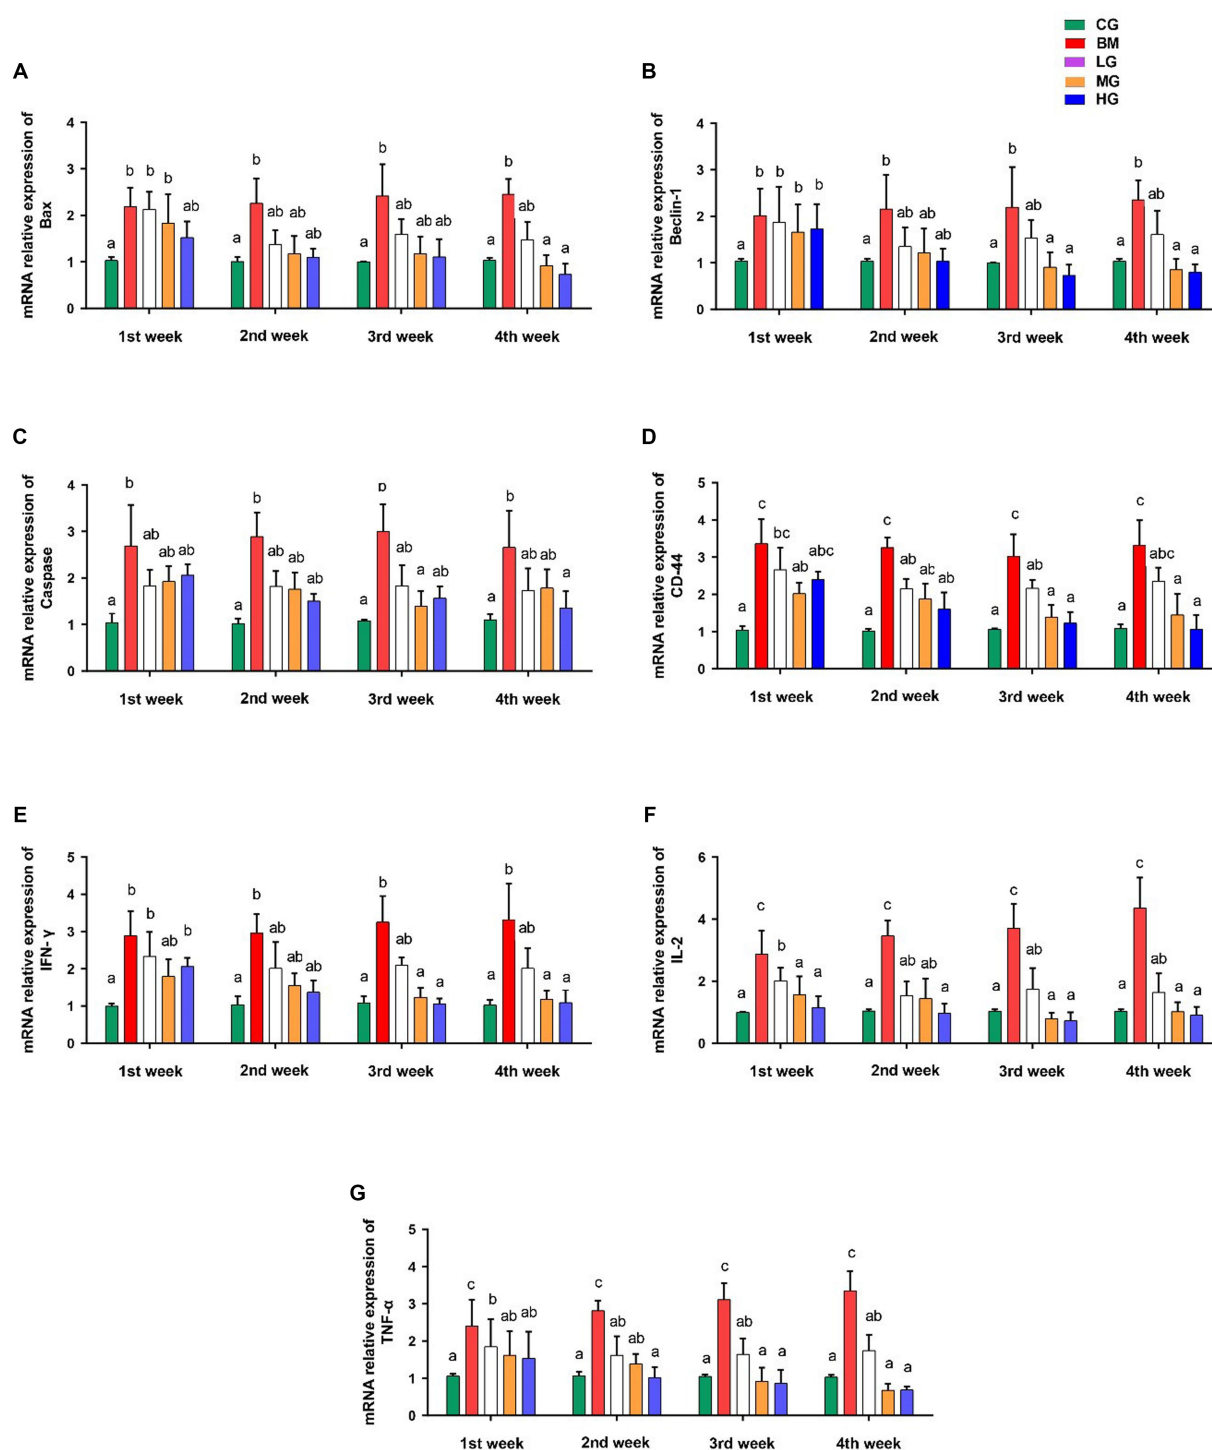 CG
BM
LG
MG
HG
A
mRNA relative expression of
Bax
4
3
2
1
0
a b b b ab
a b ab ab ab
a b ab ab ab
a b ab a a
1st week 2nd week 3rd week 4th week
B
mRNA relative expression of
Beclin-1
4
3
2
1
0
a b b b b
a b ab ab ab
a b ab a a
a b ab a a
1st week 2nd week 3rd week 4th week
C
mRNA relative expression of
Caspase
4
3
2
1
0
a b ab ab ab
a b ab ab ab
a b ab a ab
a b ab ab a
1st week 2nd week 3rd week 4th week
D
mRNA relative expression of
CD-44
5
4
3
2
1
0
a c bc ab abc
a c ab ab ab
a c ab a a
a c abc a a
1st week 2nd week 3rd week 4th week
E
mRNA relative expression of
IFN- γ
5
4
3
2
1
0
a b b ab b
a b ab ab ab
a b ab a a
a b ab a a
1st week 2nd week 3rd week 4th week
F
mRNA relative expression of
IL-2
6
4
2
0
a c b a a
a c ab ab a
a c ab a a
a c ab a a
1st week 2nd week 3rd week 4th week
G
mRNA relative expression of
TNF-α
5
4
3
2
1
0
a c b ab ab
a c ab ab a
a c ab a a
a c ab a a
1st week 2nd week 3rd week 4th week